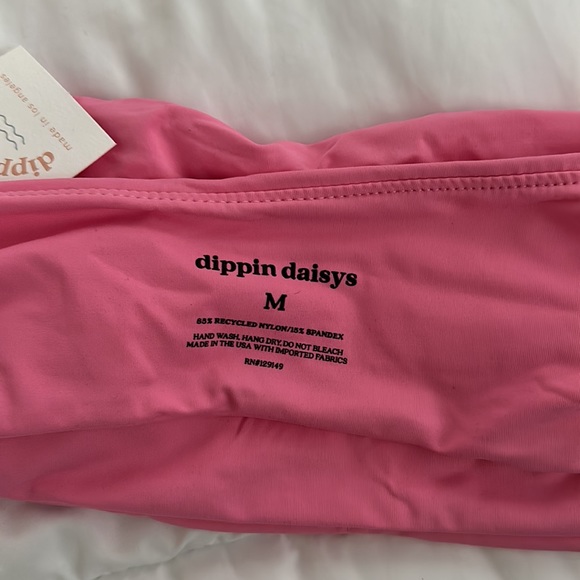 made in los angeles
dippi
dippin daisys
M
85% RECYCLED NYLON/15% SPANDEX
HAND WASH. HANG DRY. DO NOT BLEACH
MADE IN THE USA WITH IMPORTED FABRICS
RN#129149